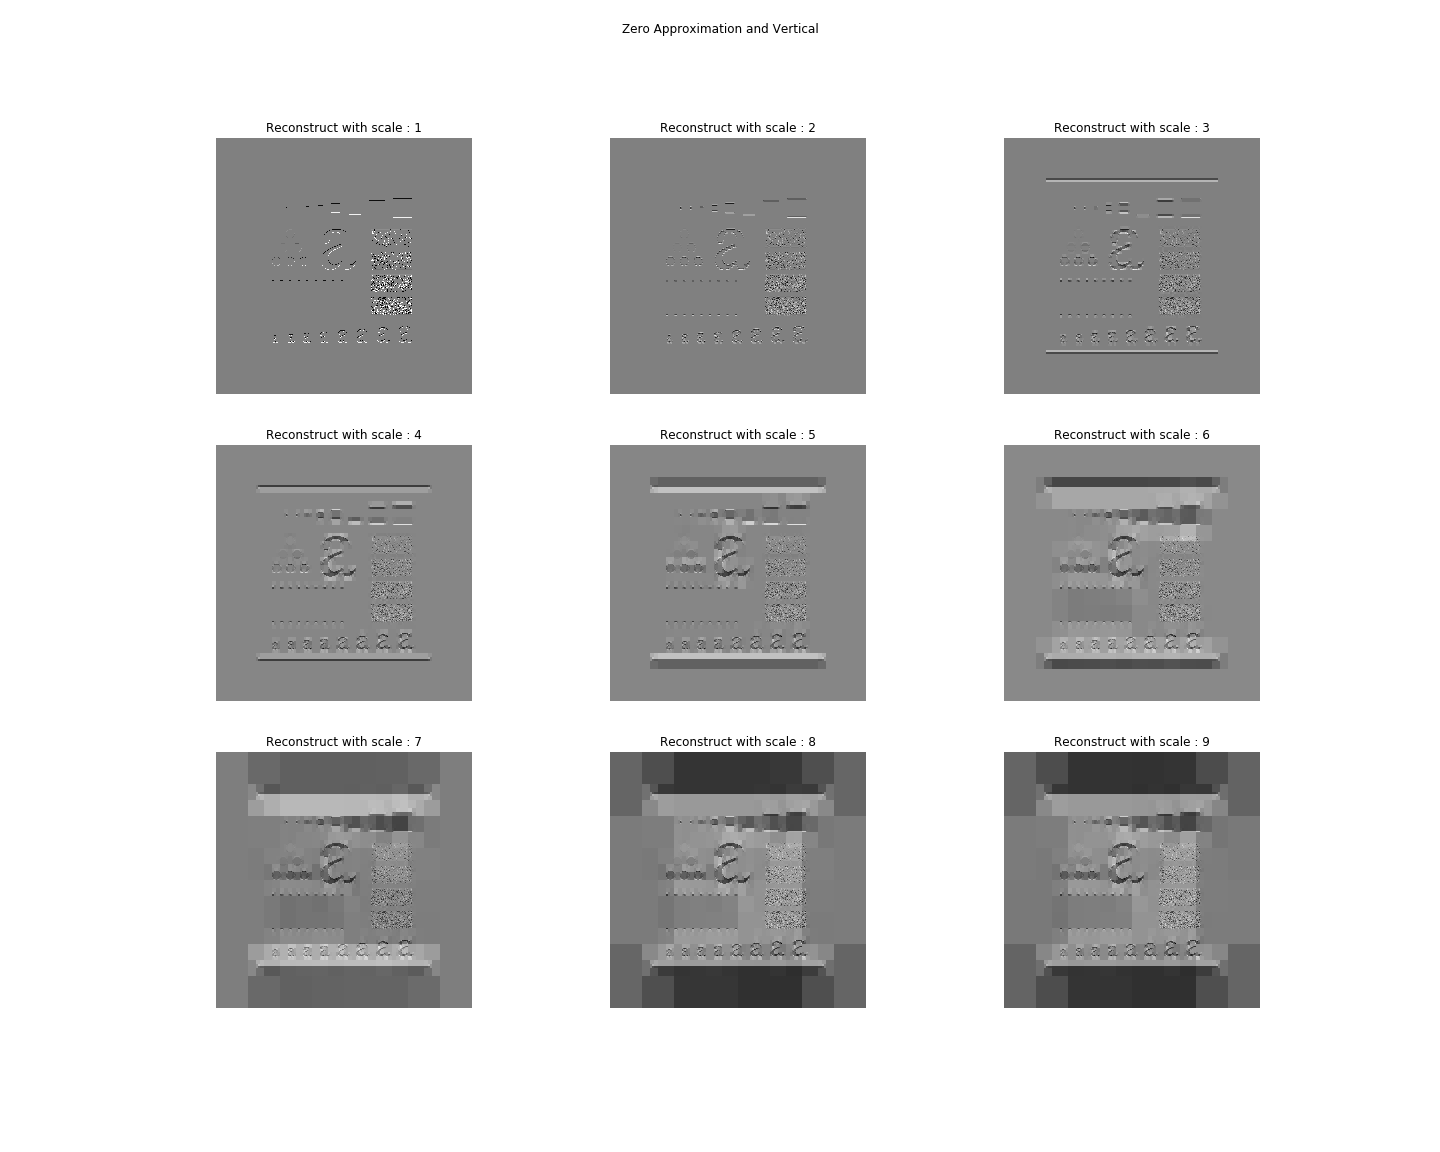 Zero Approximation and Vertical
Reconstruct with scale : 1
Reconstruct with scale : 2
Reconstruct with scale : 3
a
a a a a a a a a
a
a a a a a a a a
a
a a a a a a a a
Reconstruct with scale : 4
Reconstruct with scale : 5
Reconstruct with scale : 6
a
a a a a a a a a
a
a a a a a a a a
a
a a a a a a a a
Reconstruct with scale : 7
Reconstruct with scale : 8
Reconstruct with scale : 9
a
a a a a a a a a
a
a a a a a a a a
a
a a a a a a a a